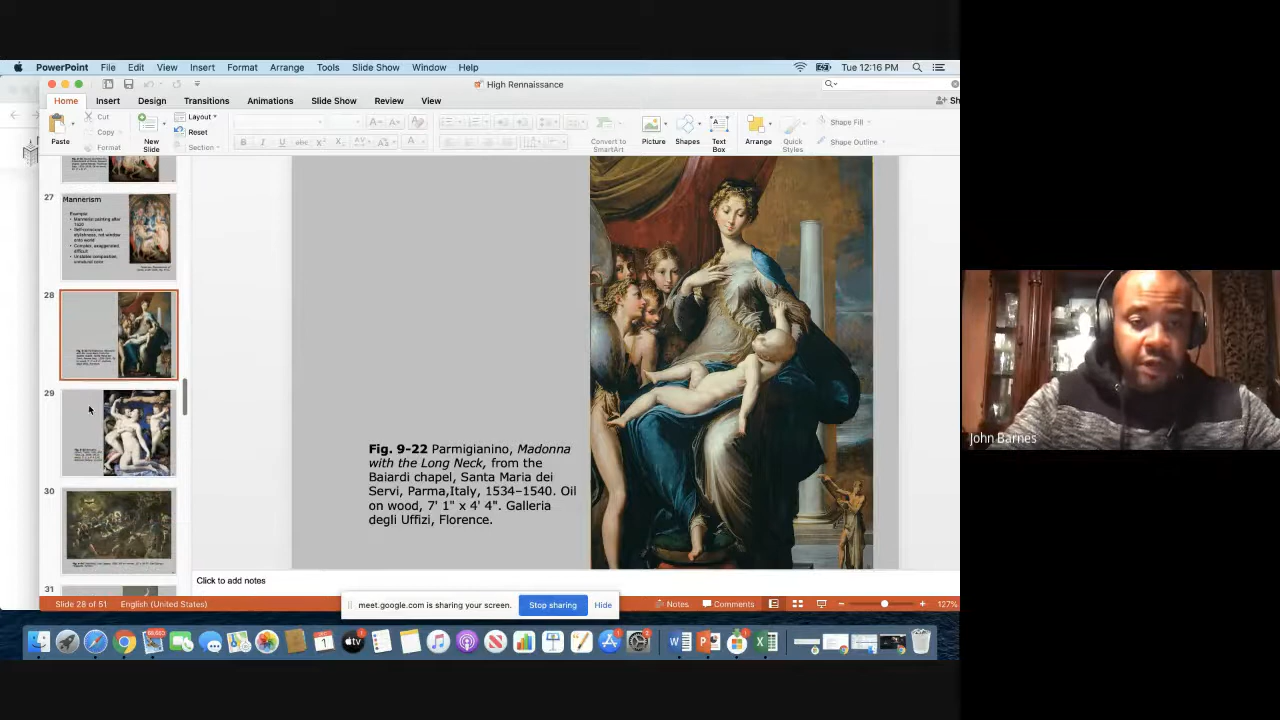 PowerPoint File Edit View Insert Format Arrange Tools Slide Show Window Help Tue 12:16 PM
High Rennaissance
Home Insert Design Transitions Animations Slide Show Review View
Paste Cut Copy Format
New Slide
Layout Reset Section
Convert to SmartArt
Picture Shapes Text Box Arrange Quick Styles
Shape Fill
Shape Outline
27
Mannerism
28
29
30
31
Fig. 9-22 Parmigianino, Madonna
with the Long Neck, from the
Baiardi chapel, Santa Maria dei
Servi, Parma,Italy, 1534–1540. Oil
on wood, 7' 1" x 4' 4". Galleria
degli Uffizi, Florence.
John Barnes
Click to add notes
Slide 28 of 51 English (United States) Notes Comments 127%
meet.google.com is sharing your screen. Stop sharing Hide